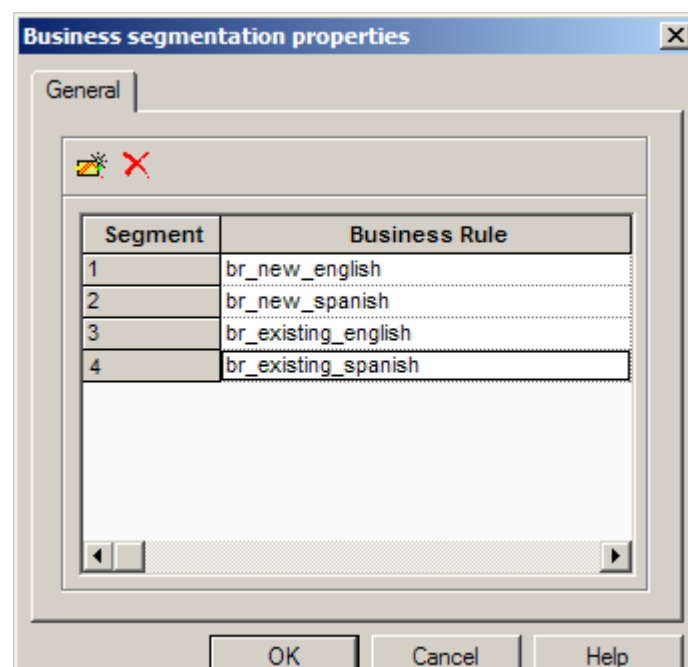 Business segmentation properties
General
Segment Business Rule
1 br_new_english
2 br_new_spanish
3 br_existing_english
4 br_existing_spanish
OK Cancel Help